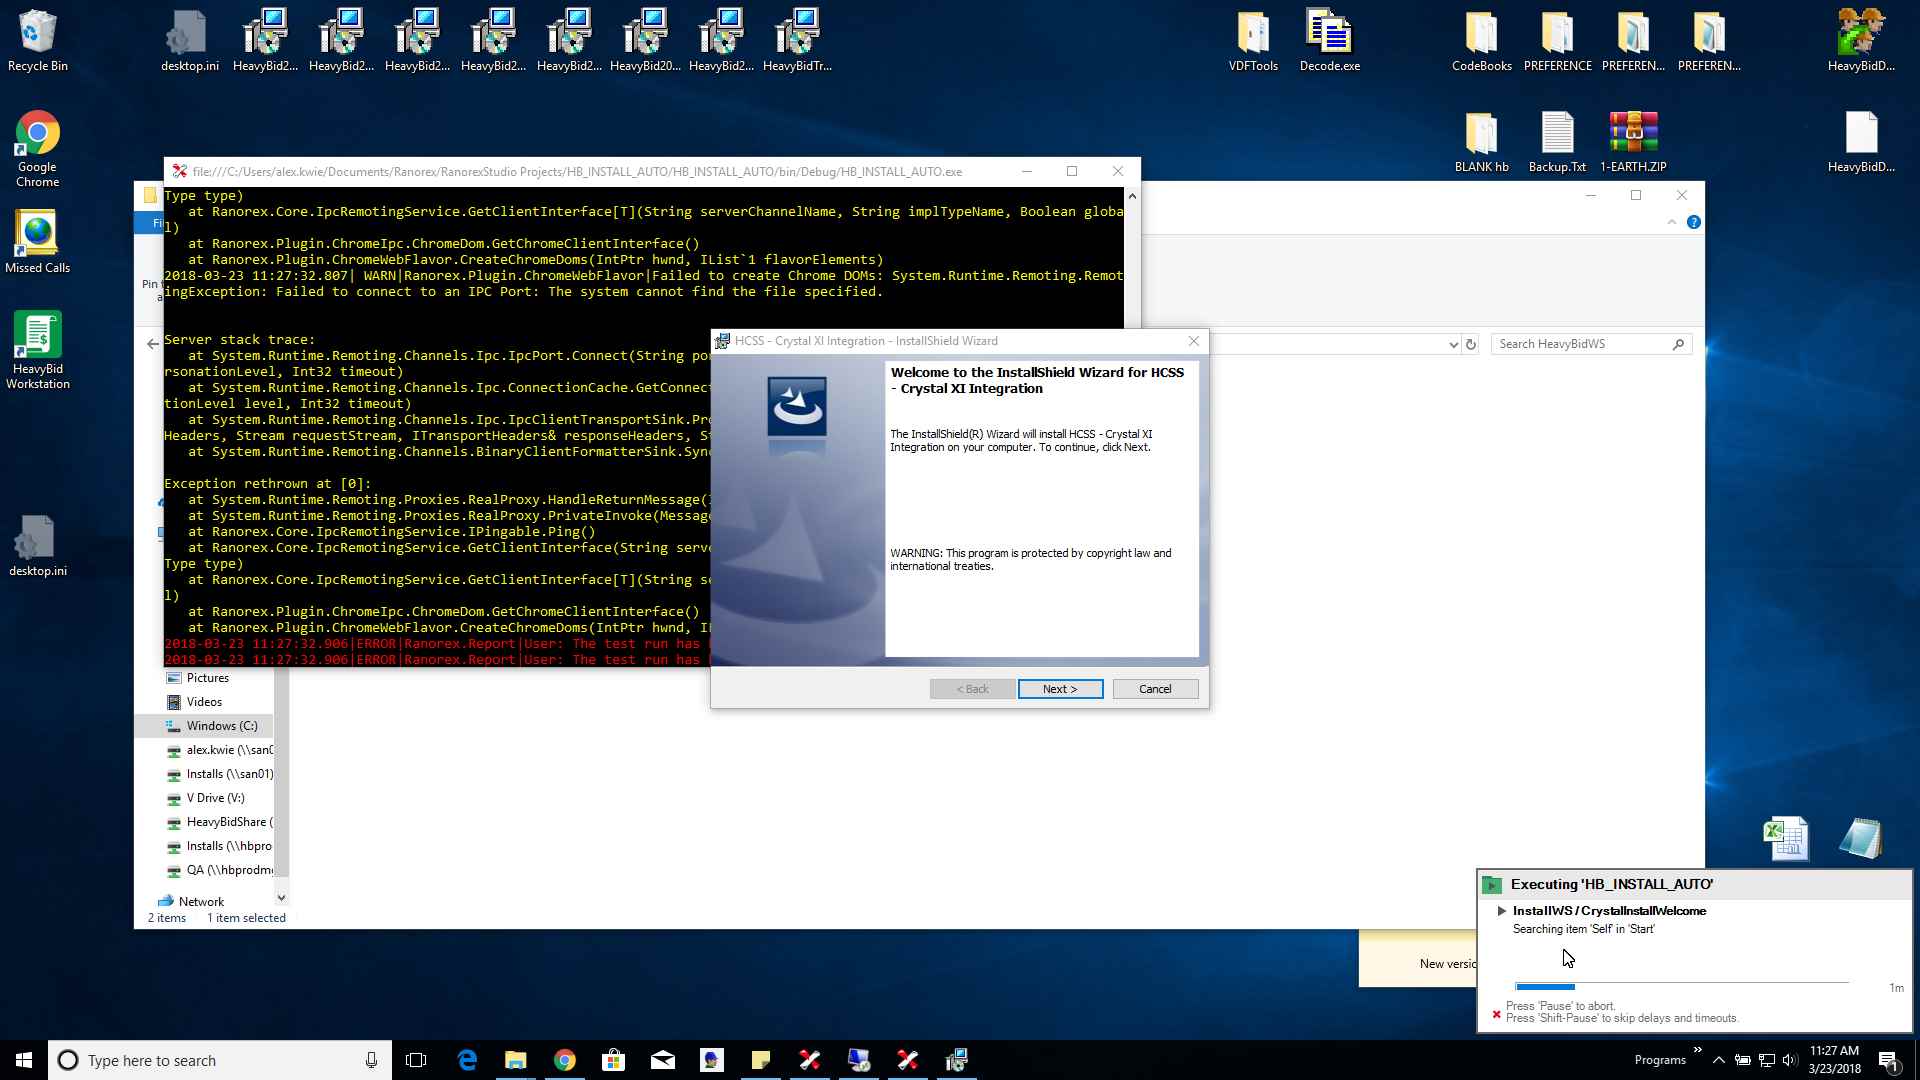 Recycle Bin
desktop.ini
HeavyBid2...
HeavyBid2...
HeavyBid2...
HeavyBid2...
HeavyBid2...
HeavyBid20...
HeavyBid2...
HeavyBidTr...
VDFTools
Decode.exe
CodeBooks
PREFERENCE
PREFEREN...
PREFEREN...
HeavyBidD...
Google
Chrome
BLANK hb
Backup.Txt
1-EARTH.ZIP
HeavyBidD...
Missed Calls
HeavyBid
Workstation
desktop.ini
file:///C:/Users/alex.kwie/Documents/Ranorex/RanorexStudio Projects/HB_INSTALL_AUTO/HB_INSTALL_AUTO/bin/Debug/HB_INSTALL_AUTO.exe
Type type)
at Ranorex.Core.IpcRemotingService.GetClientInterface[T](String serverChannelName, String implTypeName, Boolean globa
l)
at Ranorex.Plugin.ChromeIpc.ChromeDom.GetChromeClientInterface()
at Ranorex.Plugin.ChromeWebFlavor.CreateChromeDoms(IntPtr hwnd, IList`1 flavorElements)
2018-03-23 11:27:32.807| WARN|Ranorex.Plugin.ChromeWebFlavor|Failed to create Chrome DOMs: System.Runtime.Remoting.Remot
ingException: Failed to connect to an IPC Port: The system cannot find the file specified.
Server stack trace:
at System.Runtime.Remoting.Channels.Ipc.IpcPort.Connect(String por
rsonationLevel, Int32 timeout)
at System.Runtime.Remoting.Channels.Ipc.ConnectionCache.GetConnect
tionLevel level, Int32 timeout)
at System.Runtime.Remoting.Channels.Ipc.IpcClientTransportSink.Pro
Headers, Stream requestStream, ITransportHeaders& responseHeaders, St
at System.Runtime.Remoting.Channels.BinaryClientFormatterSink.Sync
Exception rethrown at [0]:
at System.Runtime.Remoting.Proxies.RealProxy.HandleReturnMessage(I
at System.Runtime.Remoting.Proxies.RealProxy.PrivateInvoke(Message
at Ranorex.Core.IpcRemotingService.IPingable.Ping()
at Ranorex.Core.IpcRemotingService.GetClientInterface(String serve
Type type)
at Ranorex.Core.IpcRemotingService.GetClientInterface[T](String se
l)
at Ranorex.Plugin.ChromeIpc.ChromeDom.GetChromeClientInterface()
at Ranorex.Plugin.ChromeWebFlavor.CreateChromeDoms(IntPtr hwnd, IL
2018-03-23 11:27:32.906|ERROR|Ranorex.Report|User: The test run has
2018-03-23 11:27:32.906|ERROR|Ranorex.Report|User: The test run has
Fi
Pin t
a
Search HeavyBidWS
HCSS - Crystal XI Integration - InstallShield Wizard
Welcome to the InstallShield Wizard for HCSS
- Crystal XI Integration
The InstallShield(R) Wizard will install HCSS - Crystal XI
Integration on your computer. To continue, click Next.
WARNING: This program is protected by copyright law and
international treaties.
< Back
Next >
Cancel
Pictures
Videos
Windows (C:)
alex.kwie (\\san0
Installs (\\san01)
V Drive (V:)
HeavyBidShare (
Installs (\\hbpro
QA (\\hbprodm
Network
2 items
1 item selected
New versio
Executing 'HB_INSTALL_AUTO'
InstallWS / CrystalInstallWelcome
Searching item 'Self' in 'Start'
1m
Press 'Pause' to abort.
Press 'Shift-Pause' to skip delays and timeouts.
Type here to search
Programs
»
11:27 AM
3/23/2018
1